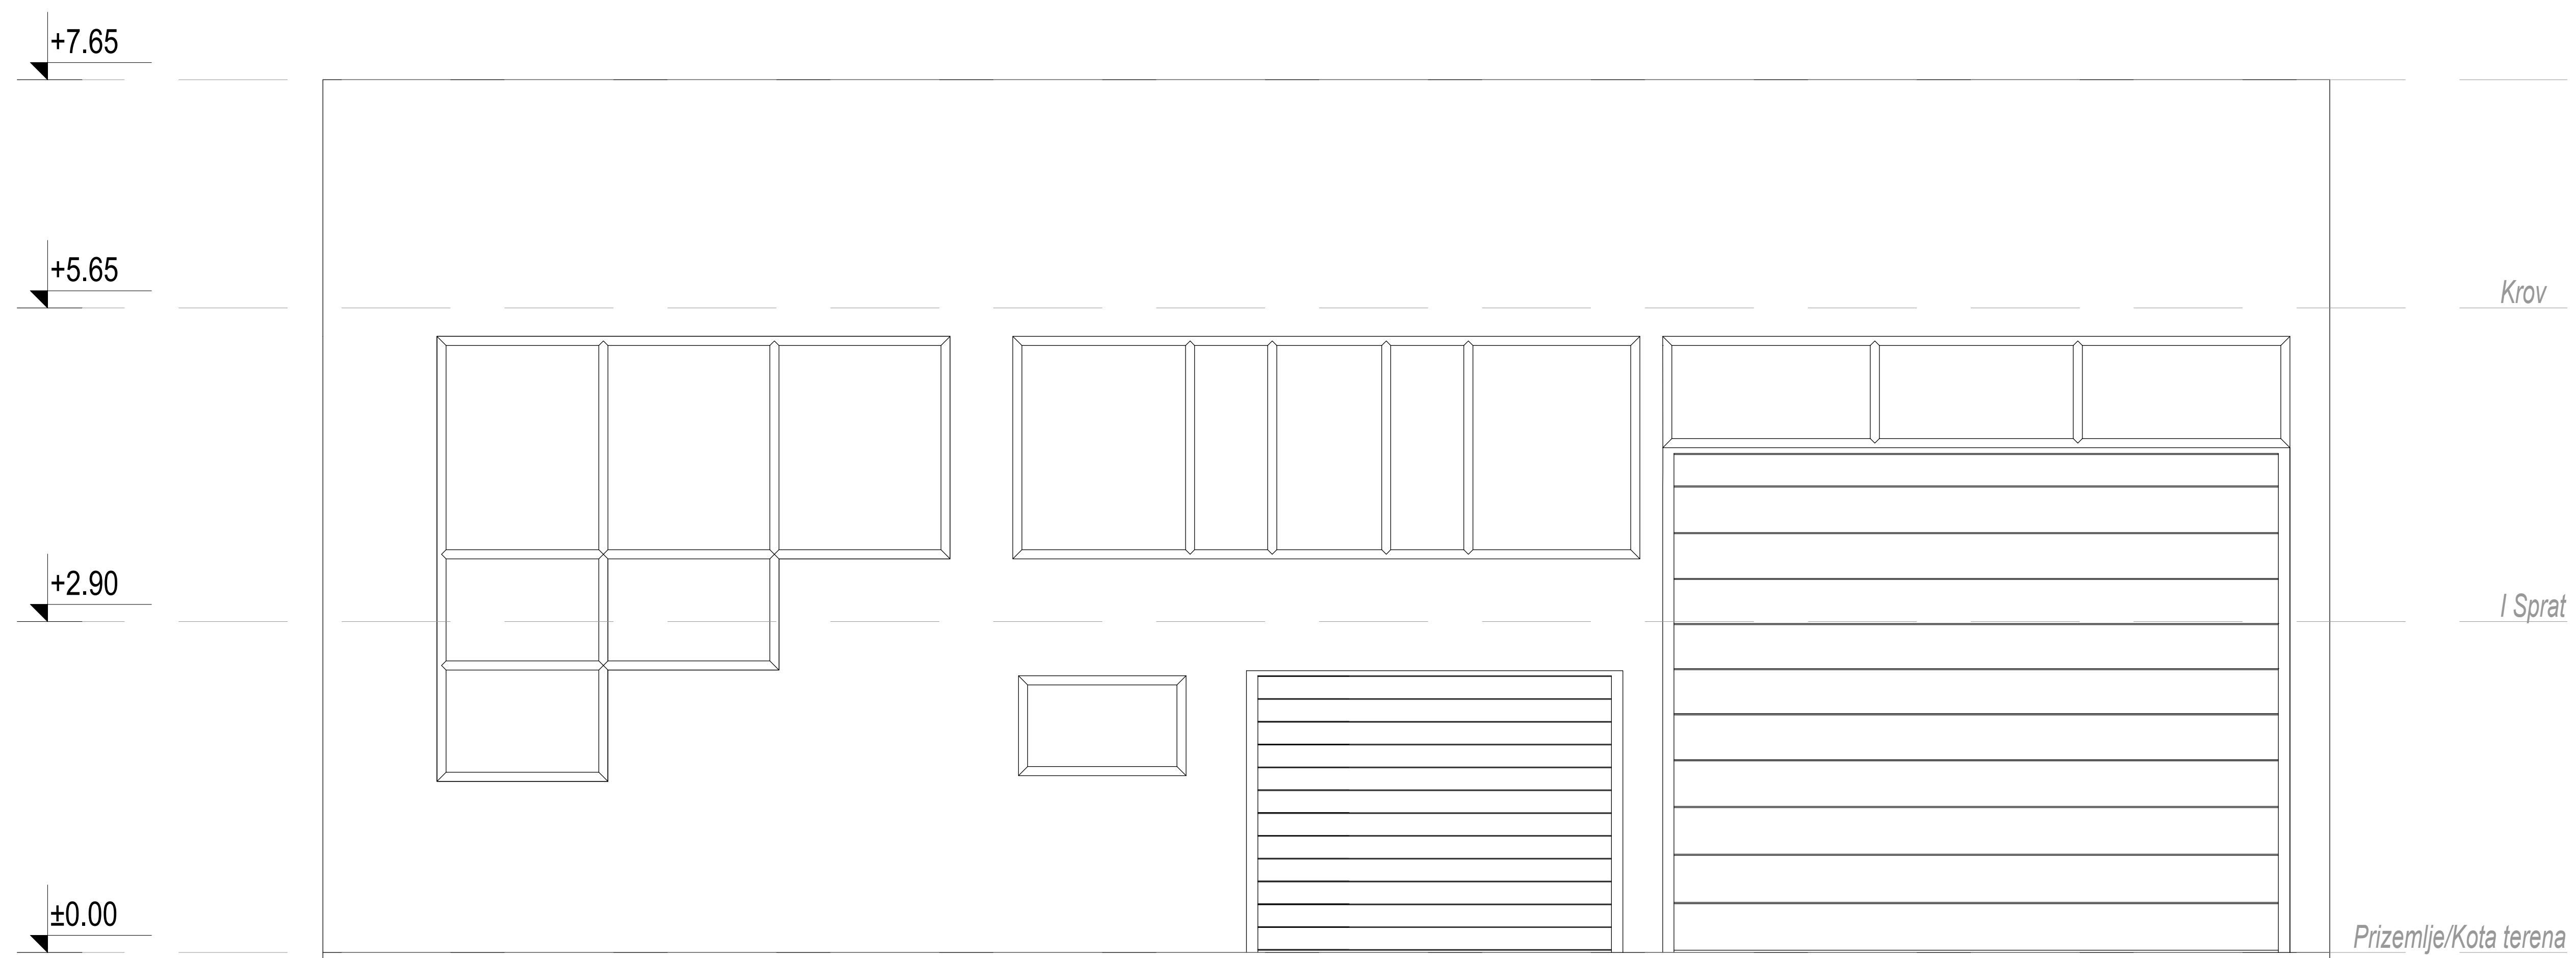 +7.65
+5.65
Krov
+2.90
I Sprat
±0.00
Prizemlje/Kota terena